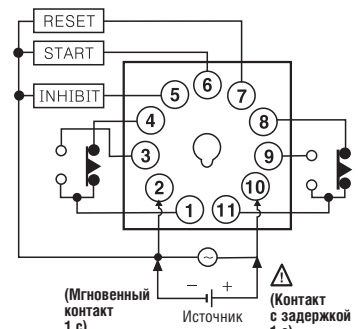 RESET
START
INHIBIT
6
5
7
4
8
3
9
2
10
1
11
− +
(Мгновенный
контакт
1 с)
Источник
(Контакт
с задержкой
1 с)